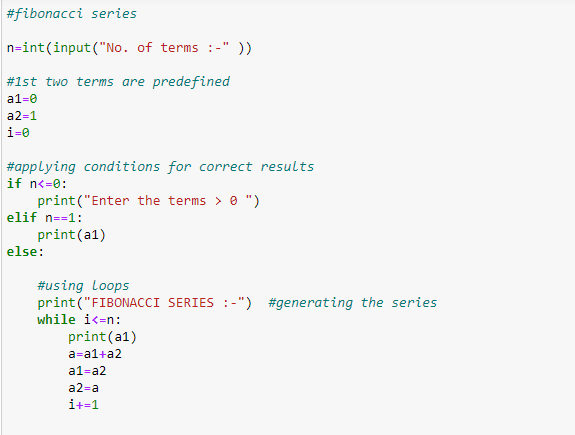 #fibonacci series
n=int(input("No. of terms :-" ))
#1st two terms are predefined
a1=0
a2=1
i=0
#applying conditions for correct results
if n<=0:
    print("Enter the terms > 0 ")
elif n==1:
    print(a1)
else:
    #using Loops
    print("FIBONACCI SERIES :-")  #generating the series
    while i<=n:
        print(a1)
        a=a1+a2
        a1=a2
        a2=a
        i+=1